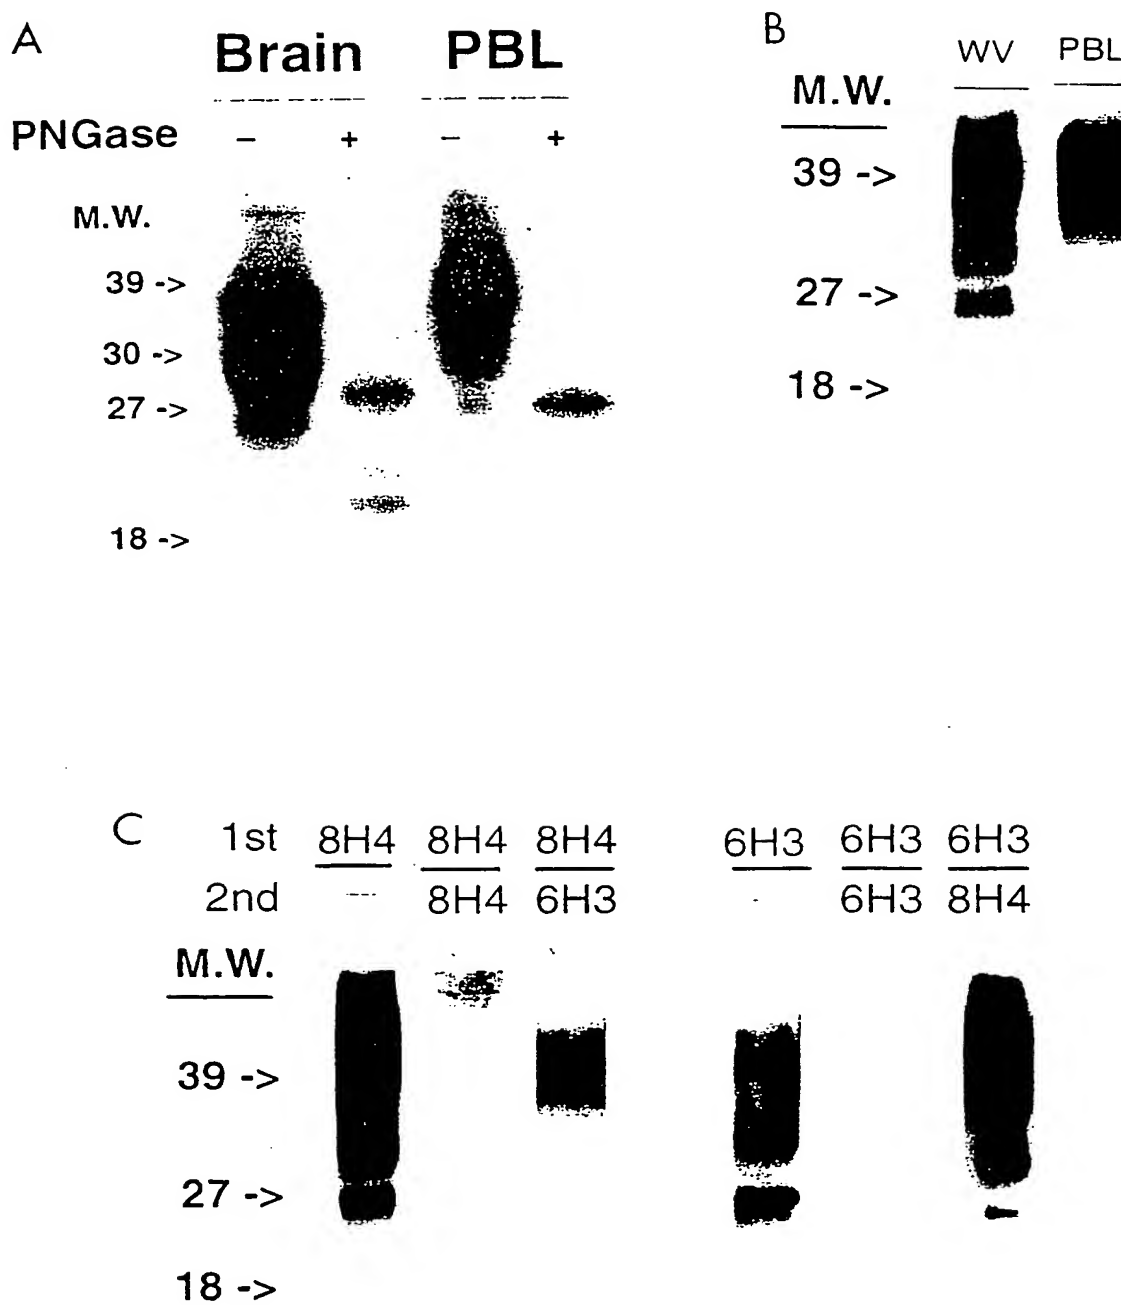 A
Brain PBL
PNGase - + - +
M.W.
39 ->
30 ->
27 ->
18 ->
B
WV PBL
M.W.
39 ->
27 ->
18 ->
C
1st 8H4 8H4 8H4 6H3 6H3 6H3
2nd --- 8H4 6H3 - 6H3 8H4
M.W.
39 ->
27 ->
18 ->